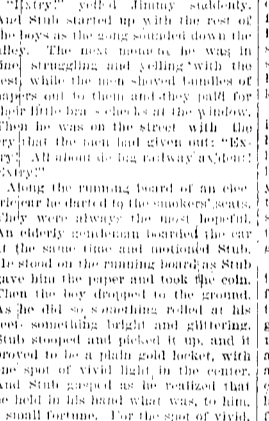 "Extry!" yelled Jimmy suddenly.
And Stub started up with the rest of
the boys as the gong sounded down the
alley. The next moment he was in
line, struggling and yelling with the
rest, while the men shoved bundles of
papers out to them and they paid for
their little brass checks at the window.
Then he was on the street with the
cry that the men had given out: "Ex-
try! All about de big railway ax'dent!
Extry!"
Along the running board of an elec-
tric car he darted to the smokers' seats.
They were always the most hopeful.
An elderly gentleman boarded the car
at the same time and motioned Stub.
He stood on the running board as Stub
gave him the paper and took the coin.
Then the boy dropped to the ground.
As he did so something rolled at his
feet—something bright and glittering.
Stub stooped and picked it up, and it
proved to be a plain gold locket, with
one spot of vivid light in the center.
And Stub gasped as he realized that
he held in his hand what was, to him,
a small fortune. For the spot of vivid,